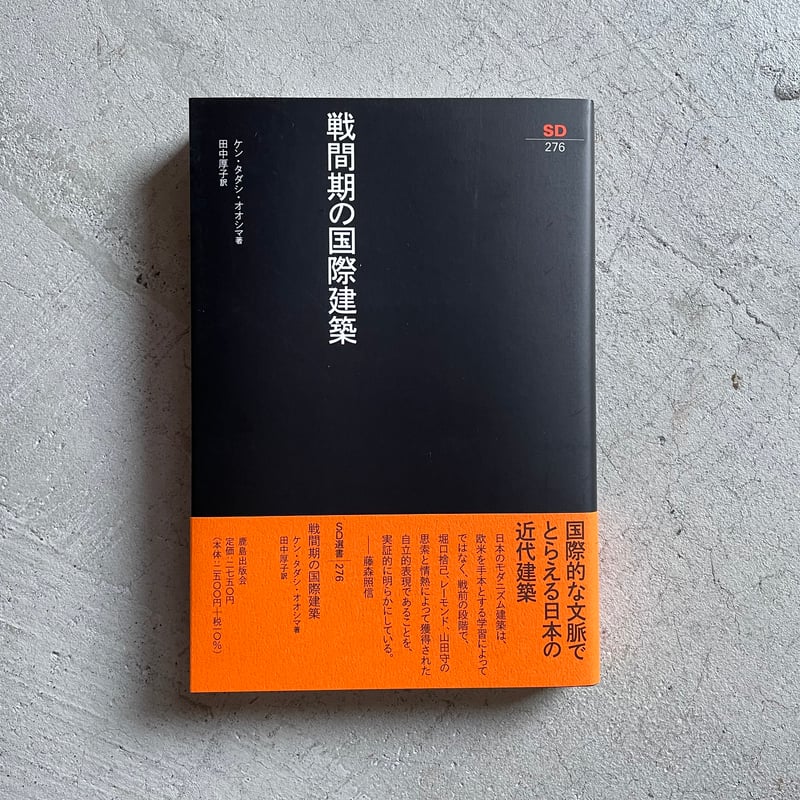 SD
276
戦間期の国際建築
ケン・タダシ・オオシマ著
田中厚子訳
国際的な文脈で
とらえる日本の
近代建築
日本のモダニズム建築は、
欧米を手本とする学習によって
ではなく、戦前の段階で、
堀口捨己、レーモンド、山田守の
思索と情熱によって獲得された
自立的表現であることを、
実証的に明らかにしている。
——藤森照信
SD選書 276
戦間期の国際建築
ケン・タダシ・オオシマ著
田中厚子訳
鹿島出版会
定価:二七五〇円
(本体:二五〇〇円+税一〇%)